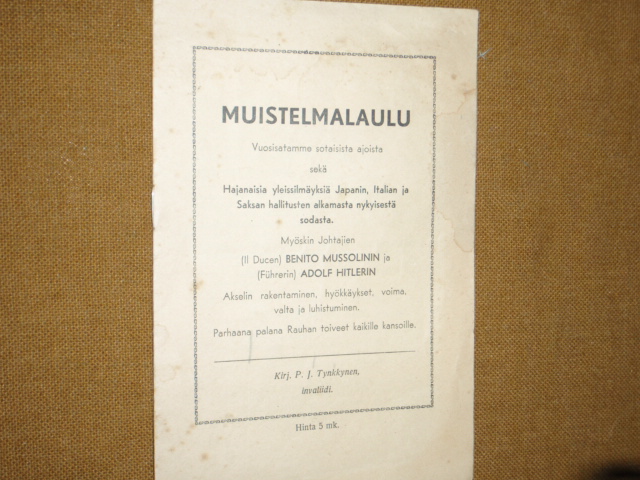 MUISTELMALAULU
Vuosisatamme sotaisista ajoista
sekä
Hajanaisia yleissilmäyksiä Japanin, Italian ja
Saksan hallitusten alkamasta nykyisestä
sodasta.
Myöskin Johtajien
(Il Ducen) BENITO MUSSOLININ ja
(Führerin) ADOLF HITLERIN
Akselin rakentaminen, hyökkäykset, voima,
valta ja luhistuminen.
Parhaana palana Rauhan toiveet kaikille kansoille.
Kirj. P. J. Tynkkynen,
invaliidi.
Hinta 5 mk.